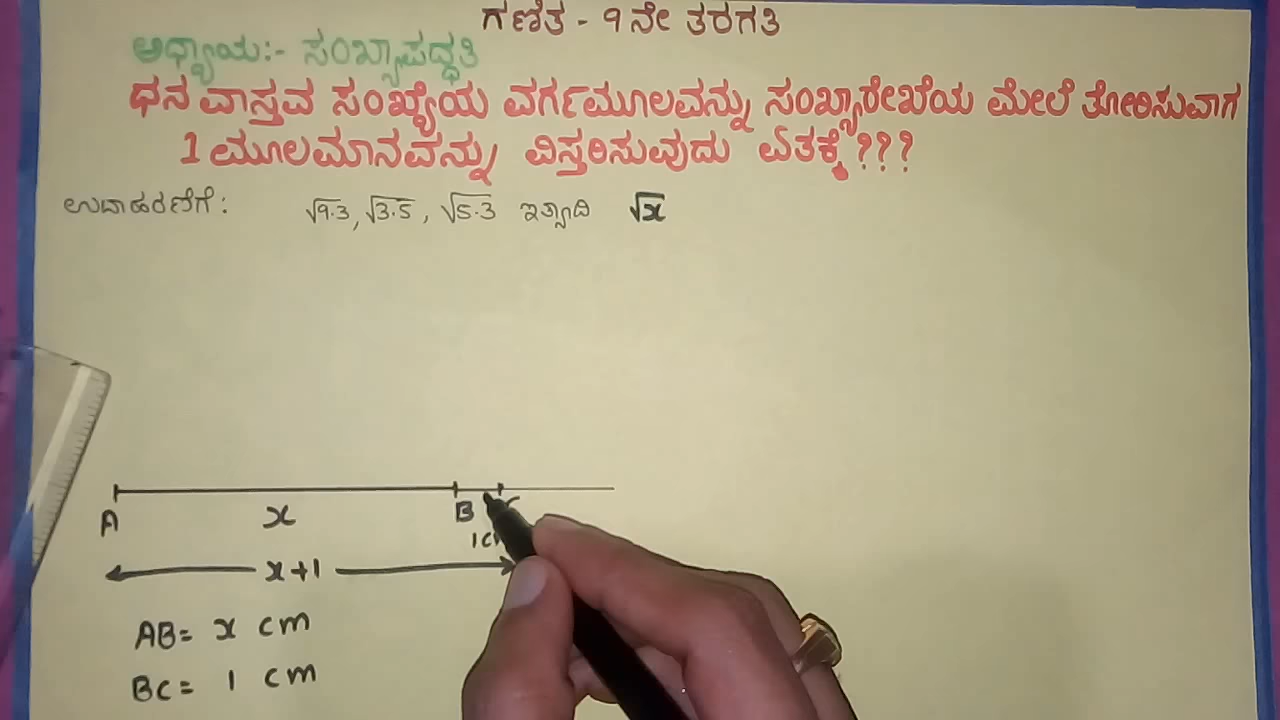 ಗಣಿತ - 9 ನೇ ತರಗತಿ
ಅಧ್ಯಾಯ:- ಸಂಖ್ಯಾಪದ್ಧತಿ
ಧನ ವಾಸ್ತವ ಸಂಖ್ಯೆಯ ವರ್ಗಮೂಲವನ್ನು ಸಂಖ್ಯಾರೇಖೆಯ ಮೇಲೆ ತೋರಿಸುವಾಗ
1 ಮೂಲಮಾನವನ್ನು ವಿಸ್ತರಿಸುವುದು ಏತಕ್ಕೆ???
ಉದಾಹರಣೆಗೆ: √9.3, √3.5, √5.3 ಇತ್ಯಾದಿ √x
A x B
x+1
AB= x cm
BC= 1 cm